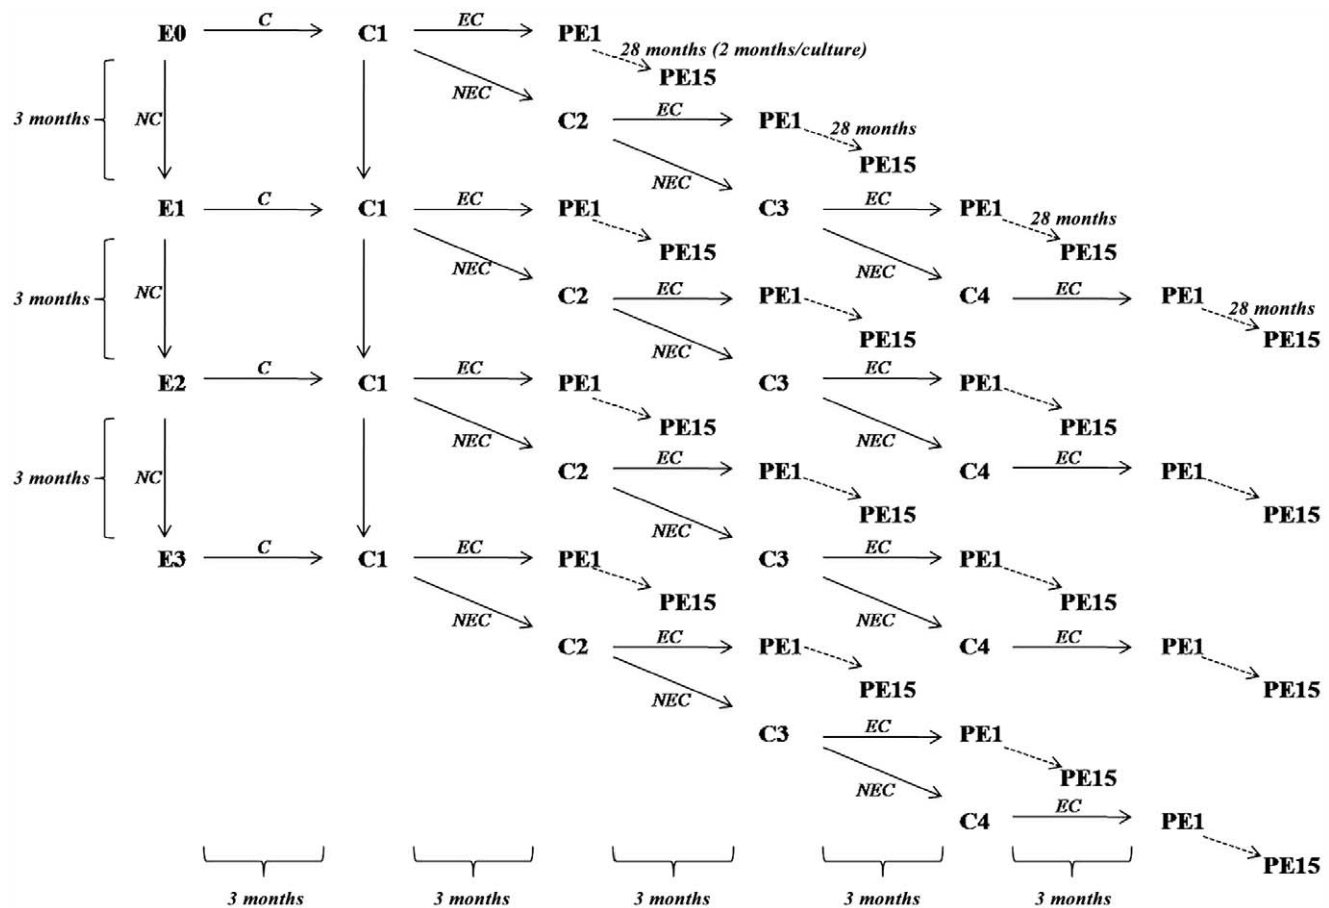 E0 C C1 EC PE1
28 months (2 months/culture)
PE15
3 months NC NEC
C2 EC PE1
28 months
PE15
NEC
E1 C C1 EC PE1 C3 EC PE1
28 months
PE15 PE15
3 months NC NEC NEC
C2 EC PE1 C4 EC PE1
28 months
PE15 PE15
NEC
E2 C C1 EC PE1 C3 EC PE1
PE15 PE15
3 months NC NEC NEC
C2 EC PE1 C4 EC PE1
PE15 PE15
NEC
E3 C C1 EC PE1 C3 EC PE1
PE15 PE15
NEC NEC
C2 EC PE1 C4 EC PE1
PE15 PE15
NEC
C3 EC PE1
PE15
NEC
C4 EC PE1
PE15
3 months 3 months 3 months 3 months 3 months